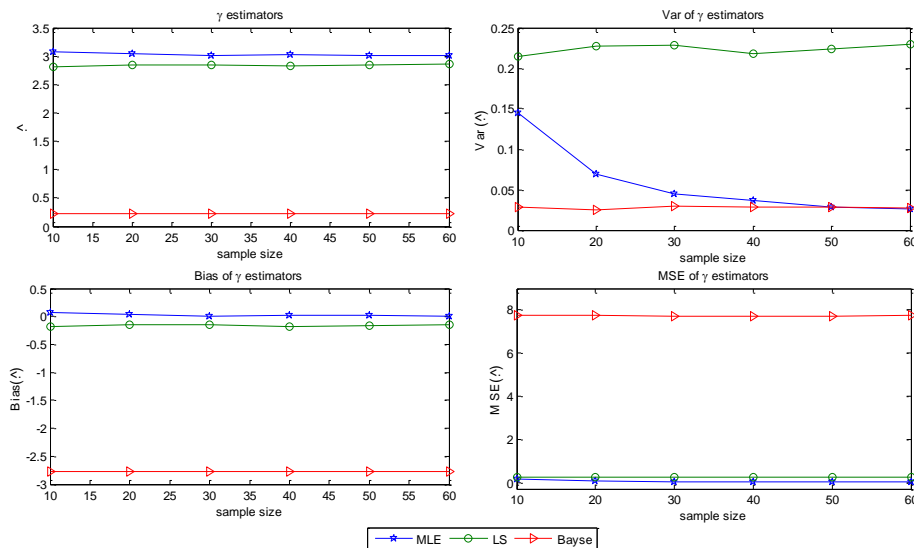 γ estimators
3.5
3
2.5
2
1.5
1
0.5
0
?^
10 15 20 25 30 35 40 45 50 55 60
sample size
Var of γ estimators
0.25
0.2
0.15
0.1
0.05
0
Var(?^)
10 20 30 40 50 60
sample size
Bias of γ estimators
0.5
0
-0.5
-1
-1.5
-2
-2.5
-3
Bias(?^)
10 15 20 25 30 35 40 45 50 55 60
sample size
MSE of γ estimators
8
6
4
2
0
MSE(?^)
10 15 20 25 30 35 40 45 50 55 60
sample size
MLE LS Bayse